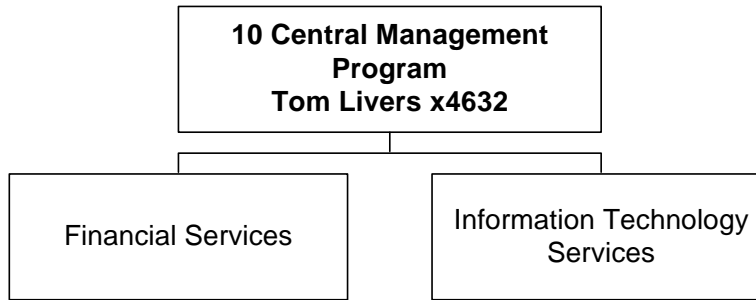 10 Central Management
Program
Tom Livers x4632
Financial Services
Information Technology
Services